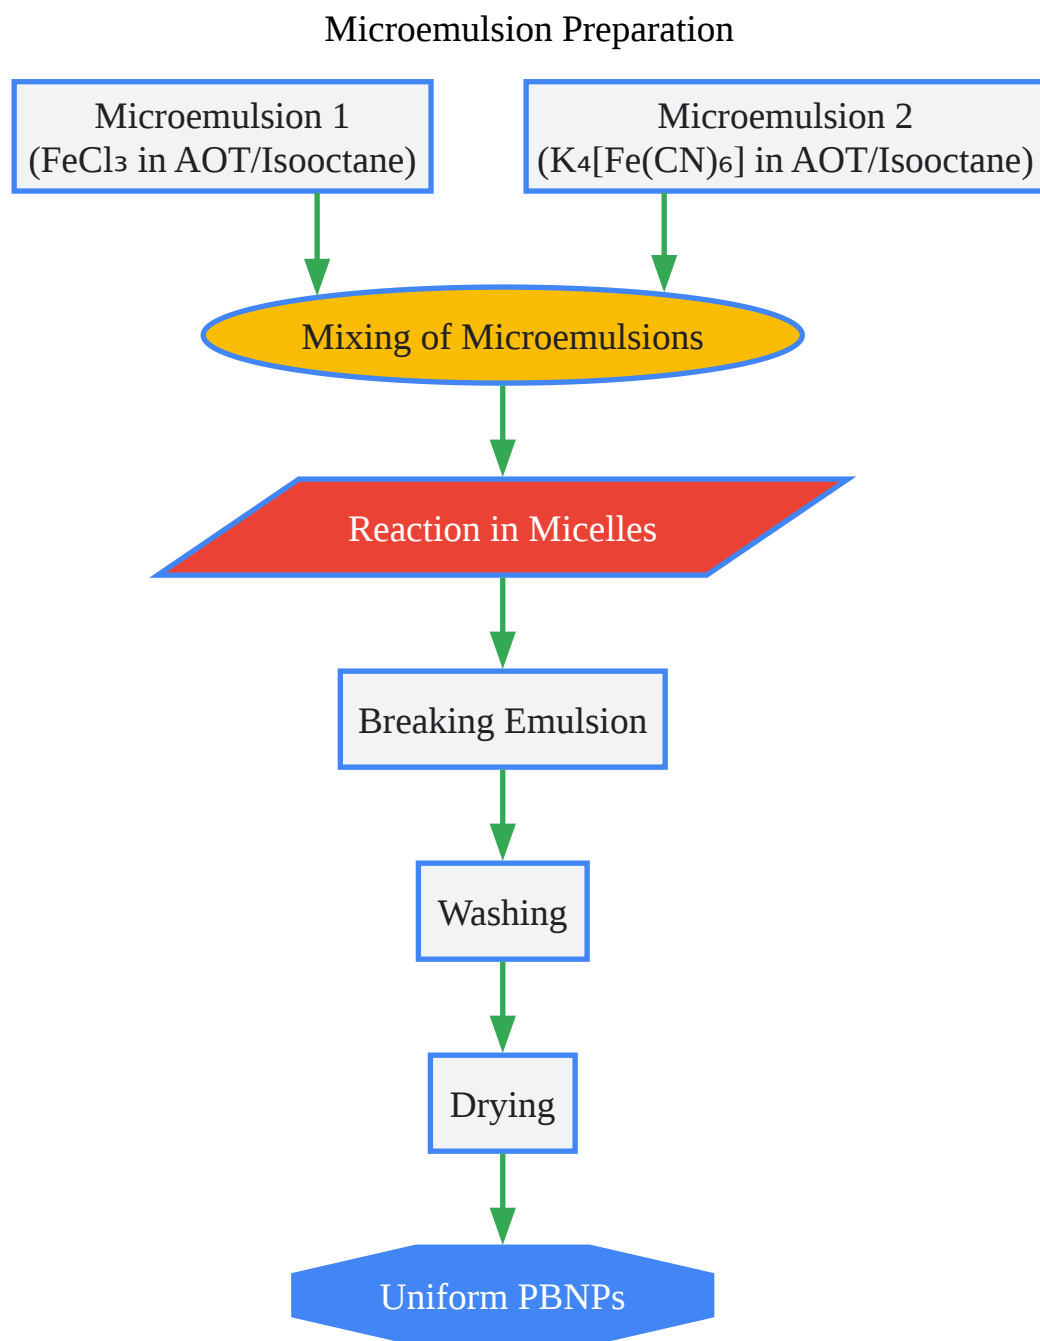 Microemulsion Preparation
Microemulsion 1
(FeCl₃ in AOT/Isooctane)
Microemulsion 2
(K₄[Fe(CN)₆] in AOT/Isooctane)
Mixing of Microemulsions
Reaction in Micelles
Breaking Emulsion
Washing
Drying
Uniform PBNPs